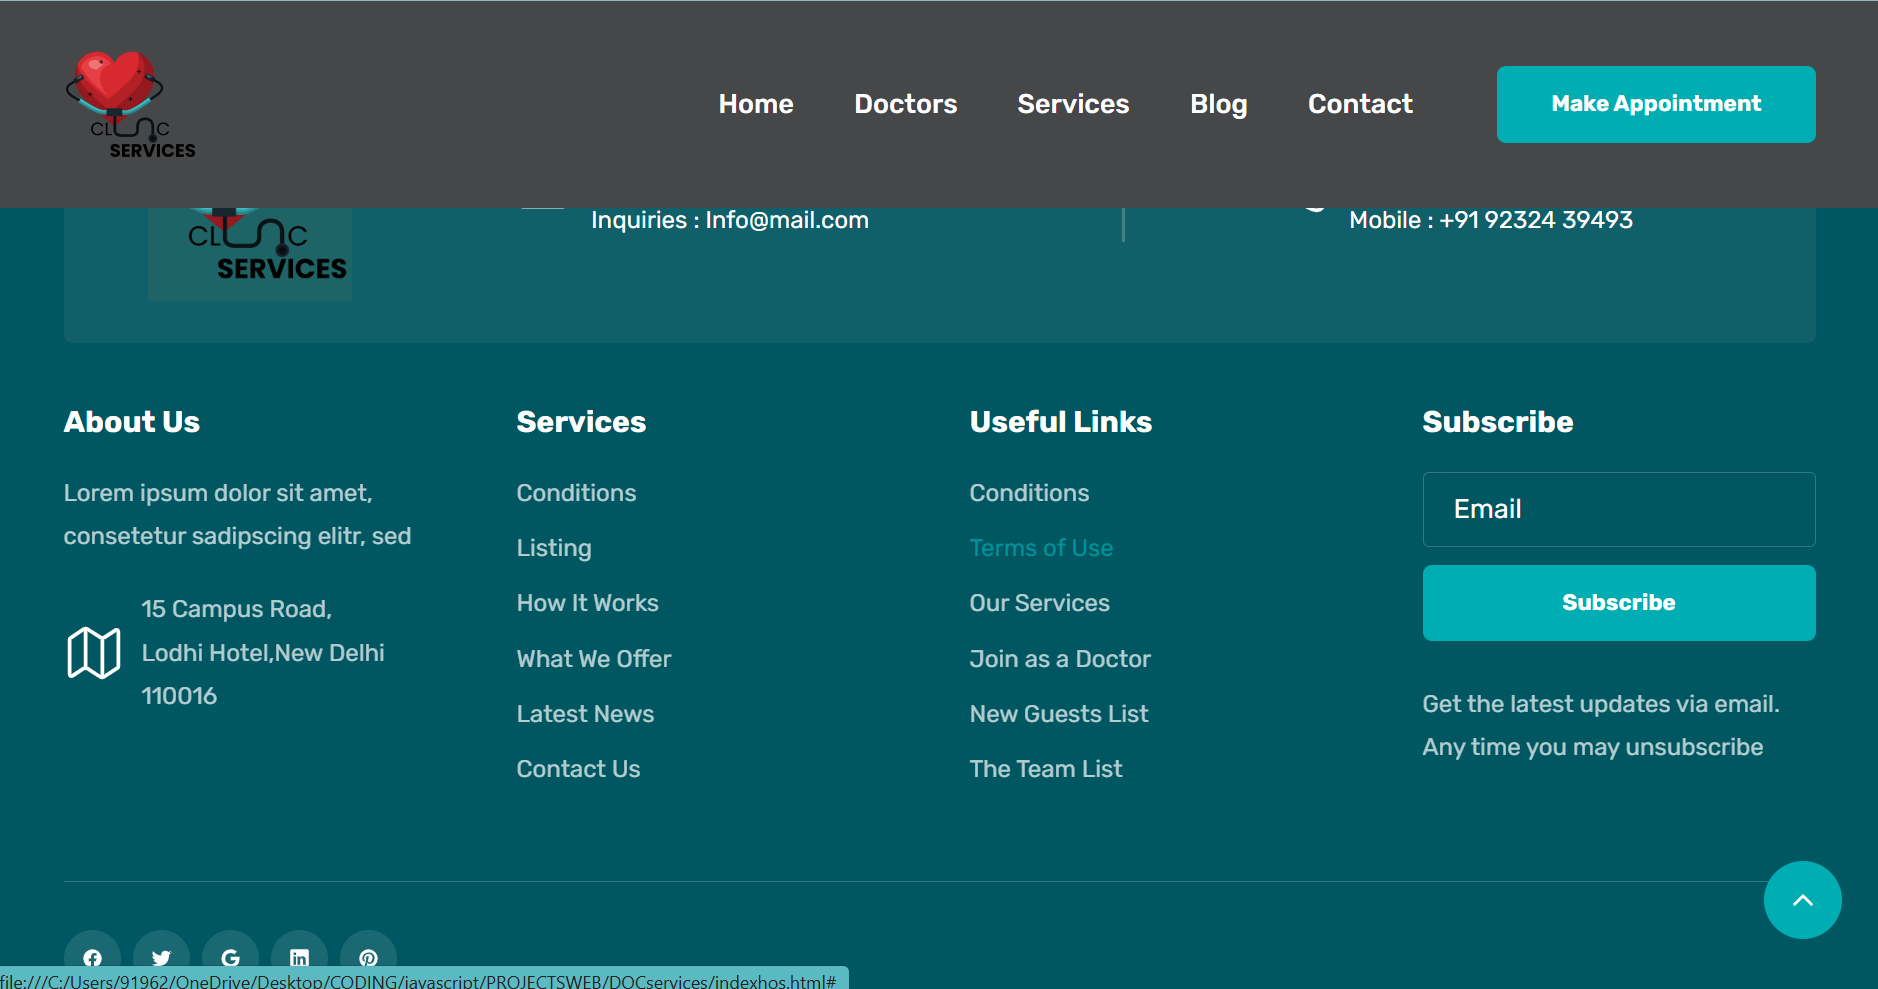 CLINIC
SERVICES
Home
Doctors
Services
Blog
Contact
Make Appointment
CLINIC
SERVICES
Inquiries : Info@mail.com
Mobile : +91 92324 39493
About Us
Lorem ipsum dolor sit amet,
consetetur sadipscing elitr, sed
15 Campus Road,
Lodhi Hotel,New Delhi
110016
Services
Conditions
Listing
How It Works
What We Offer
Latest News
Contact Us
Useful Links
Conditions
Terms of Use
Our Services
Join as a Doctor
New Guests List
The Team List
Subscribe
Email
Subscribe
Get the latest updates via email.
Any time you may unsubscribe
file:///C:/Users/91962/OneDrive/Desktop/CODING/javascript/PROJECTSWEB/DOCservices/indexhos.html#